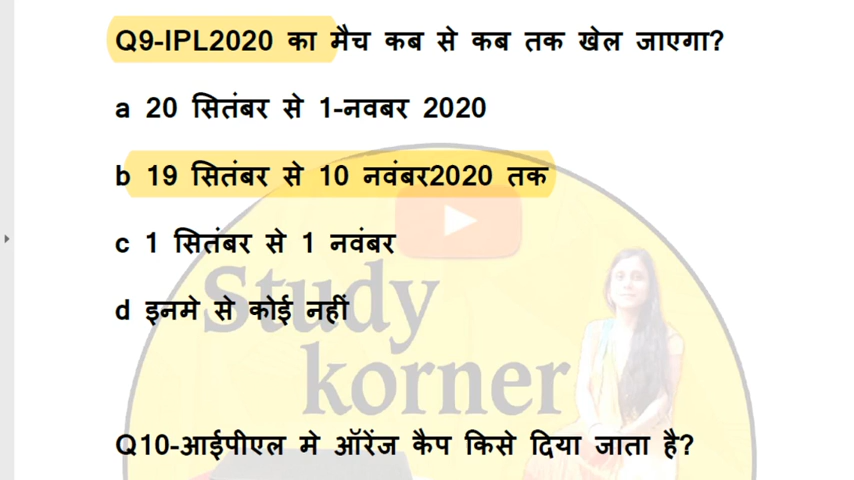 Q9-IPL2020 का मैच कब से कब तक खेल जाएगा?
a 20 सितंबर से 1-नवबर 2020
b 19 सितंबर से 10 नवंबर2020 तक
c 1 सितंबर से 1 नवंबर
d इनमे से कोई नहीं
Study
korner
Q10-आईपीएल मे ऑरेंज कैप किसे दिया जाता है?